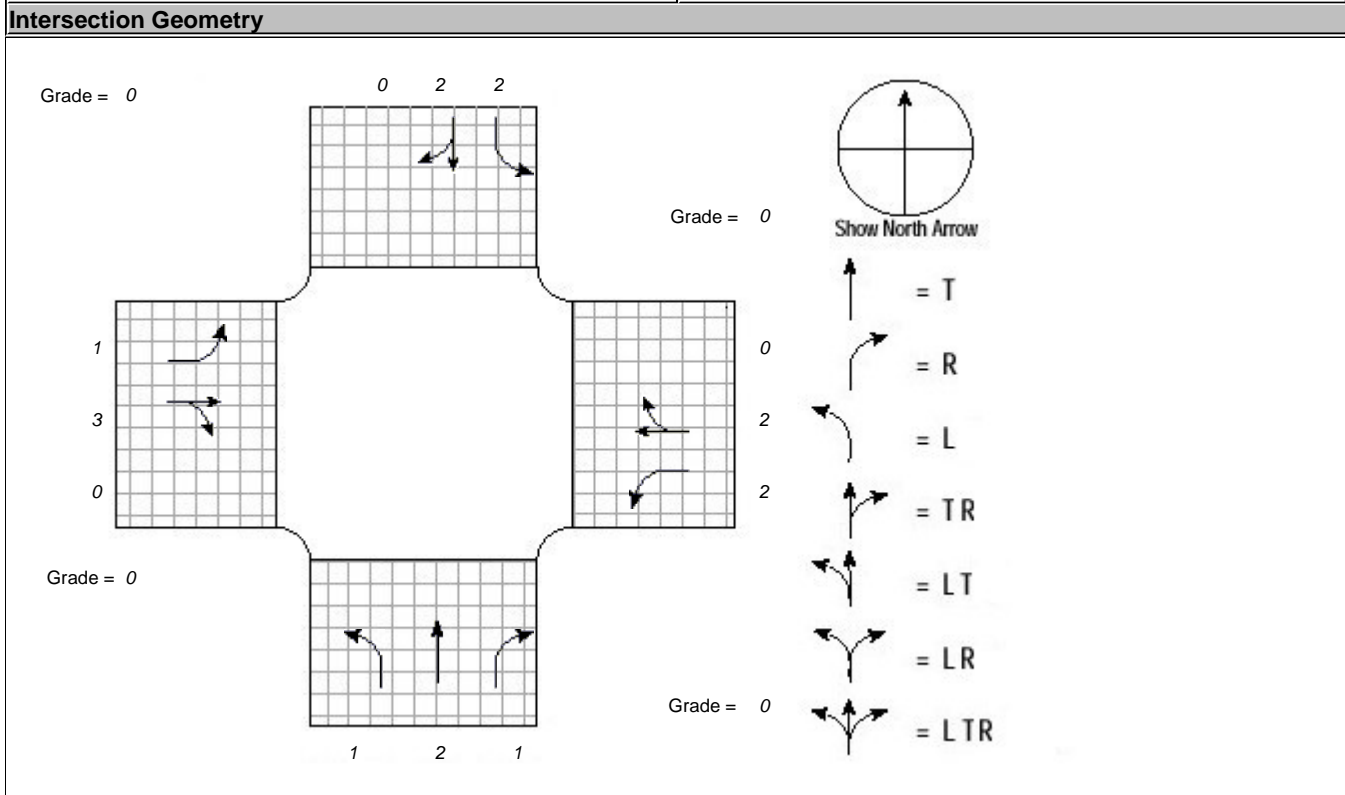 Intersection Geometry
Grade = 0
0 2 2
Grade = 0
Show North Arrow
= T
1
0
= R
3
2
= L
0
2
= TR
Grade = 0
= LT
= LR
Grade = 0
= LTR
1 2 1